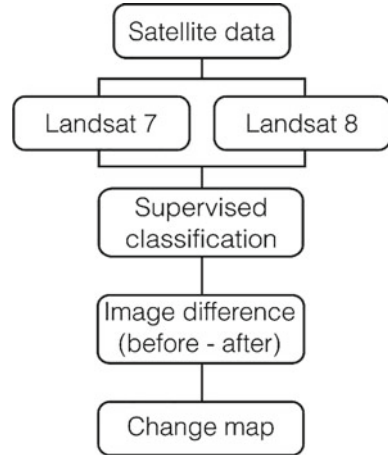 Satellite data
Landsat 7
Landsat 8
Supervised
classification
Image difference
(before - after)
Change map